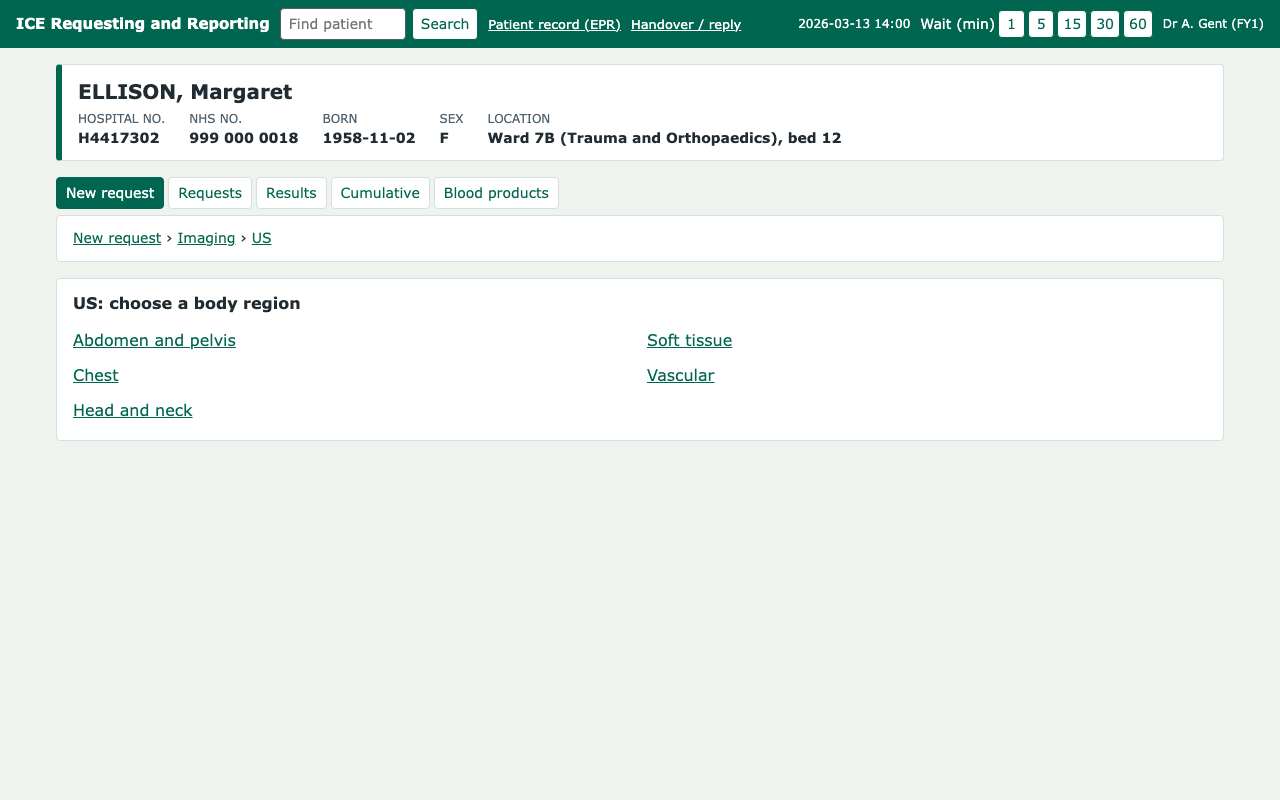 ICE Requesting and Reporting Find patient Search Patient record (EPR) Handover / reply 2026-03-13 14:00 Wait (min) 1 5 15 30 60 Dr A. Gent (FY1)
ELLISON, Margaret
HOSPITAL NO. NHS NO. BORN SEX LOCATION
H4417302 999 000 0018 1958-11-02 F Ward 7B (Trauma and Orthopaedics), bed 12
New request Requests Results Cumulative Blood products
New request › Imaging › US
US: choose a body region
Abdomen and pelvis Soft tissue
Chest Vascular
Head and neck